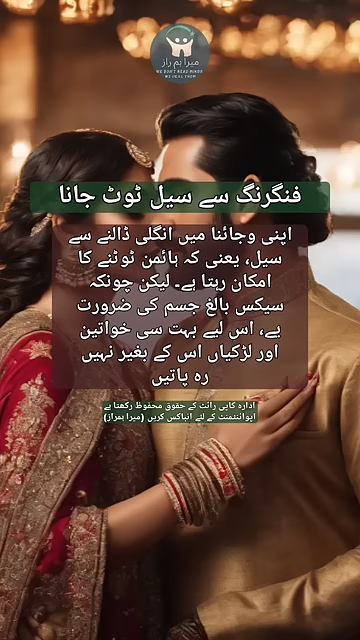 میرا ہم راز
WE DON'T READ MINDS
WE HEAL THEM
فنگرنگ سے سیل ٹوٹ جانا
اپنی وجائنا میں انگلی ڈالنے سے
سیل، یعنی کہ ہائمن ٹوٹنے کا
امکان رہتا ہے۔ لیکن چونکہ
سیکس بالغ جسم کی ضرورت
ہے، اس لیے بہت سی خواتین
اور لڑکیاں اس کے بغیر نہیں
رہ پاتیں
ادارہ کاپی رائٹ کے حقوق محفوظ رکھتا ہے
اپوائنٹمنٹ کے لئے انباکس کریں (میرا ہمراز)